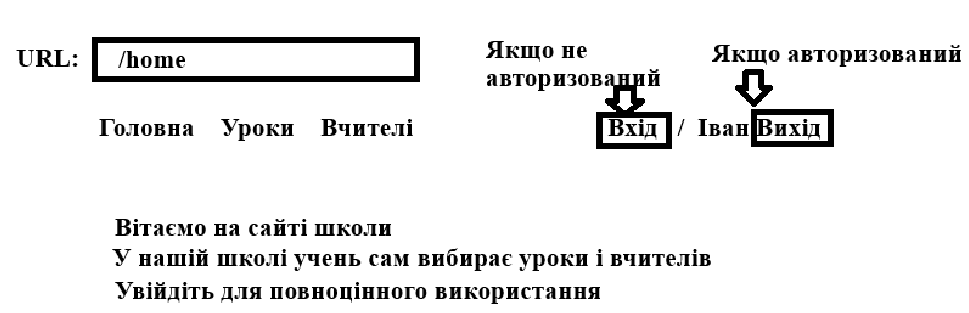 URL: /home
Якщо не авторизований
Якщо авторизований
Головна Уроки Вчителі
Вхід / Іван Вихід
Вітаємо на сайті школи
У нашій школі учень сам вибирає уроки і вчителів
Увійдіть для повноцінного використання